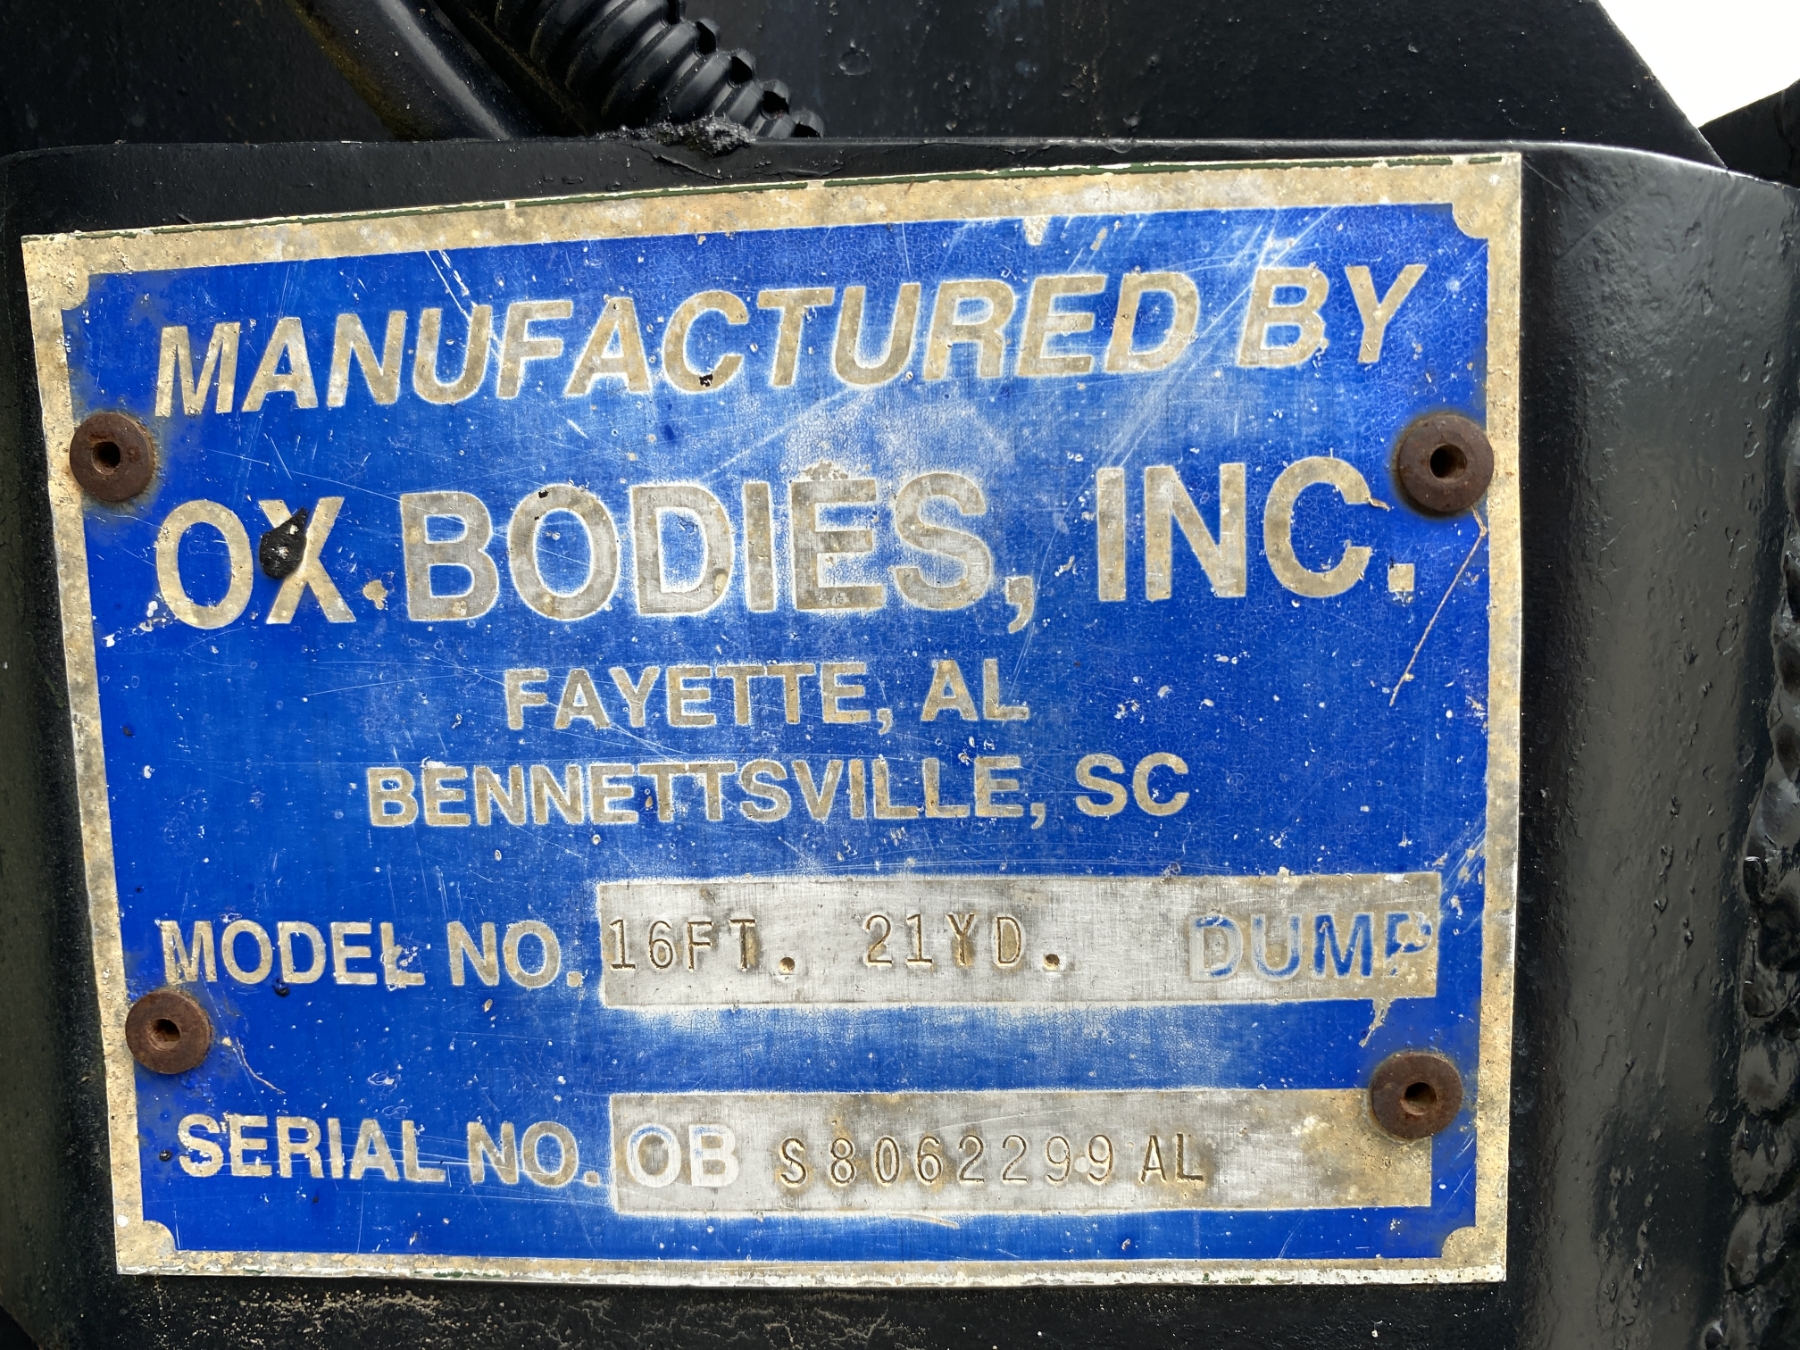 MANUFACTURED BY
OX BODIES, INC.
FAYETTE, AL
BENNETTSVILLE, SC
MODEL NO. 16FT. 21YD. DUMP
SERIAL NO. OB S8062299AL